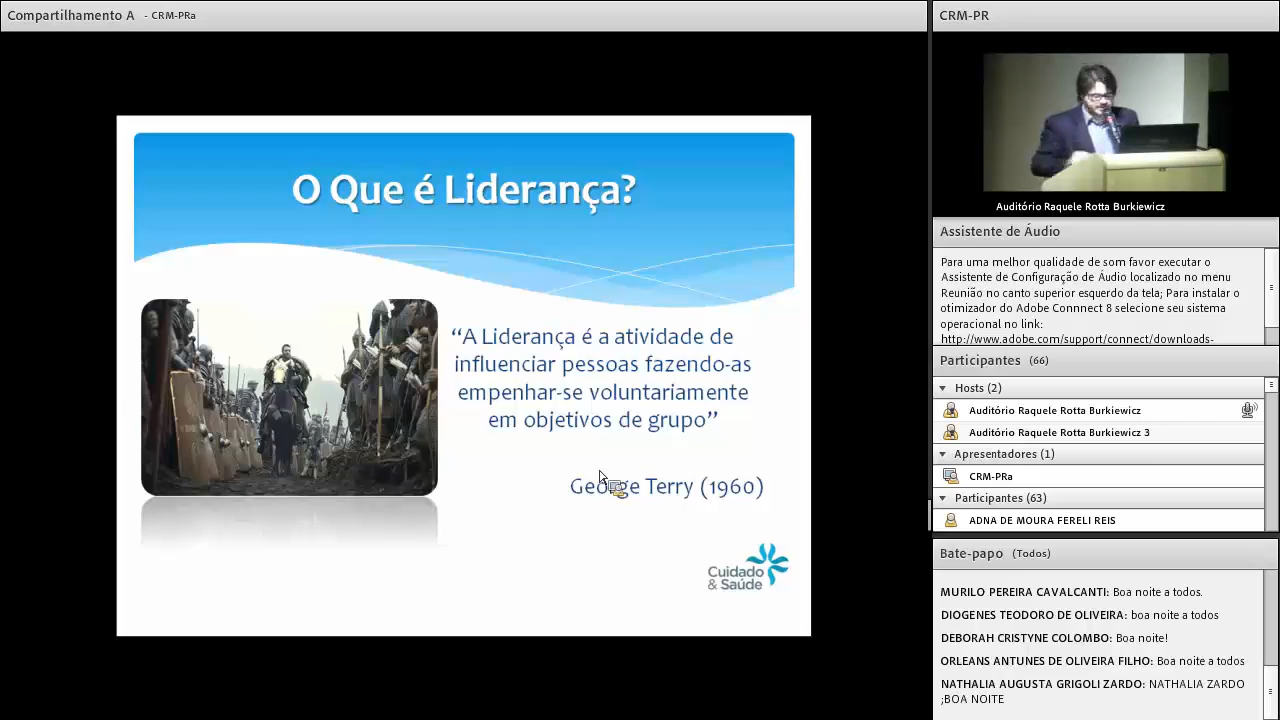 Compartilhamento A - CRM-PRa
O Que é Liderança?
“A Liderança é a atividade de
influenciar pessoas fazendo-as
empenhar-se voluntariamente
em objetivos de grupo”
George Terry (1960)
Cuidado
& Saúde
CRM-PR
Auditório Raquele Rotta Burkiewicz
Assistente de Áudio
Para uma melhor qualidade de som favor executar o
Assistente de Configuração de Áudio localizado no menu
Reunião no canto superior esquerdo da tela; Para instalar o
otimizador do Adobe Connnect 8 selecione seu sistema
operacional no link:
http://www.adobe.com/support/connect/downloads-
Participantes (66)
Hosts (2)
Auditório Raquele Rotta Burkiewicz
Auditório Raquele Rotta Burkiewicz 3
Apresentadores (1)
CRM-PRa
Participantes (63)
ADNA DE MOURA FERELI REIS
Bate-papo (Todos)
MURILO PEREIRA CAVALCANTI: Boa noite a todos.
DIOGENES TEODORO DE OLIVEIRA: boa noite a todos
DEBORAH CRISTYNE COLOMBO: Boa noite!
ORLEANS ANTUNES DE OLIVEIRA FILHO: Boa noite a todos
NATHALIA AUGUSTA GRIGOLI ZARDO: NATHALIA ZARDO
;BOA NOITE